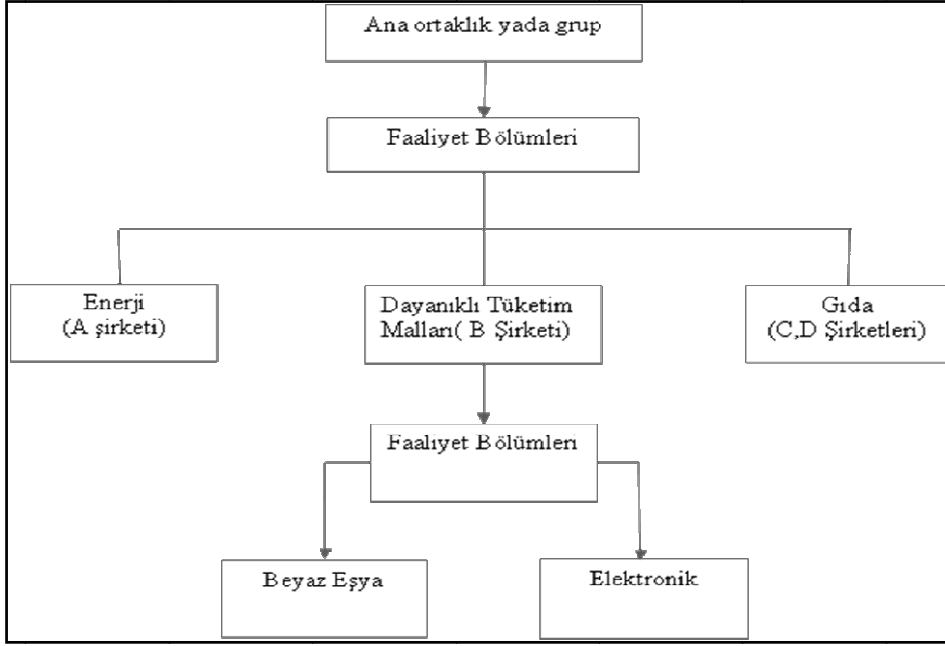 Ana ortaklık yada grup
Faaliyet Bölümleri
Enerji
(A şirketi)
Dayanıklı Tüketim
Malları( B Şirketi)
Gıda
(C,D Şirketleri)
Faaliyet Bölümleri
Beyaz Eşya
Elektronik